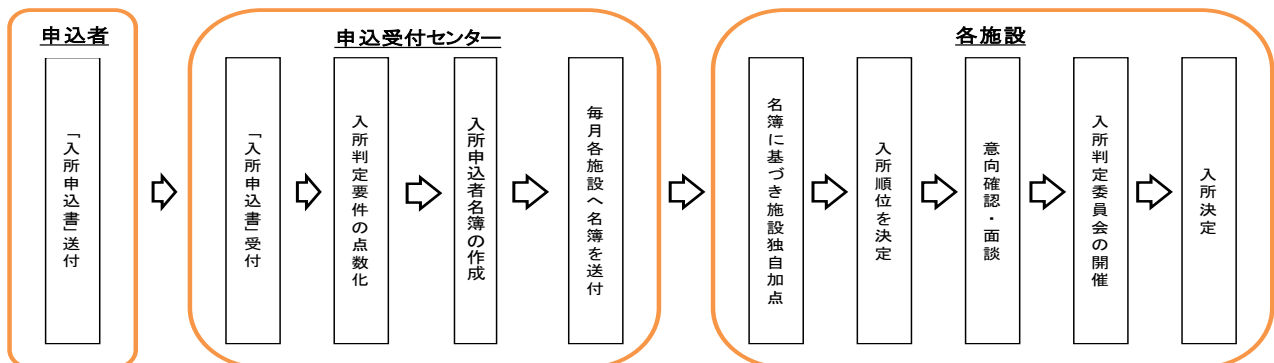 申込者
「入所申込書」送付
申込受付センター
「入所申込書」受付
入所判定要件の点数化
入所申込者名簿の作成
毎月各施設へ名簿を送付
各施設
名簿に基づき施設独自加点
入所順位を決定
意向確認・面談
入所判定委員会の開催
入所決定